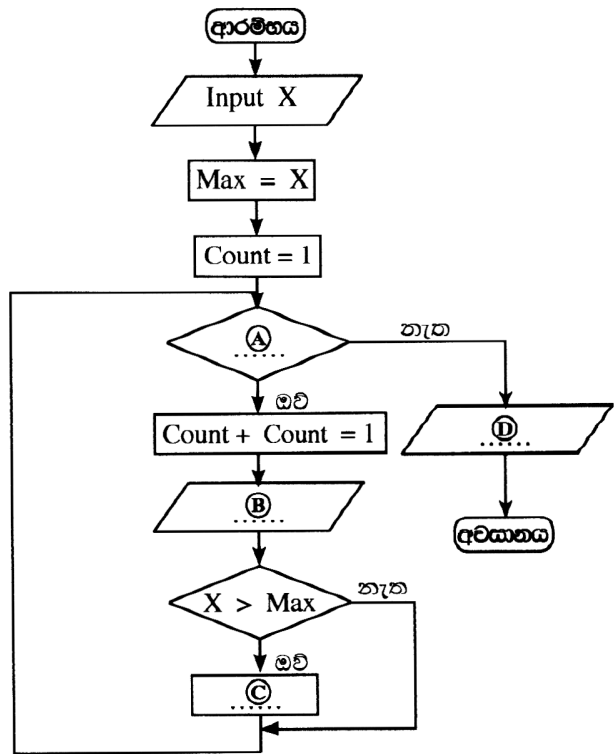 ආරම්භය
Input X
Max = X
Count = 1
Ⓐ
......
නැත
ඔව්
Count + Count = 1
Ⓓ
......
Ⓑ
......
අවසානය
X > Max
නැත
ඔව්
Ⓒ
......